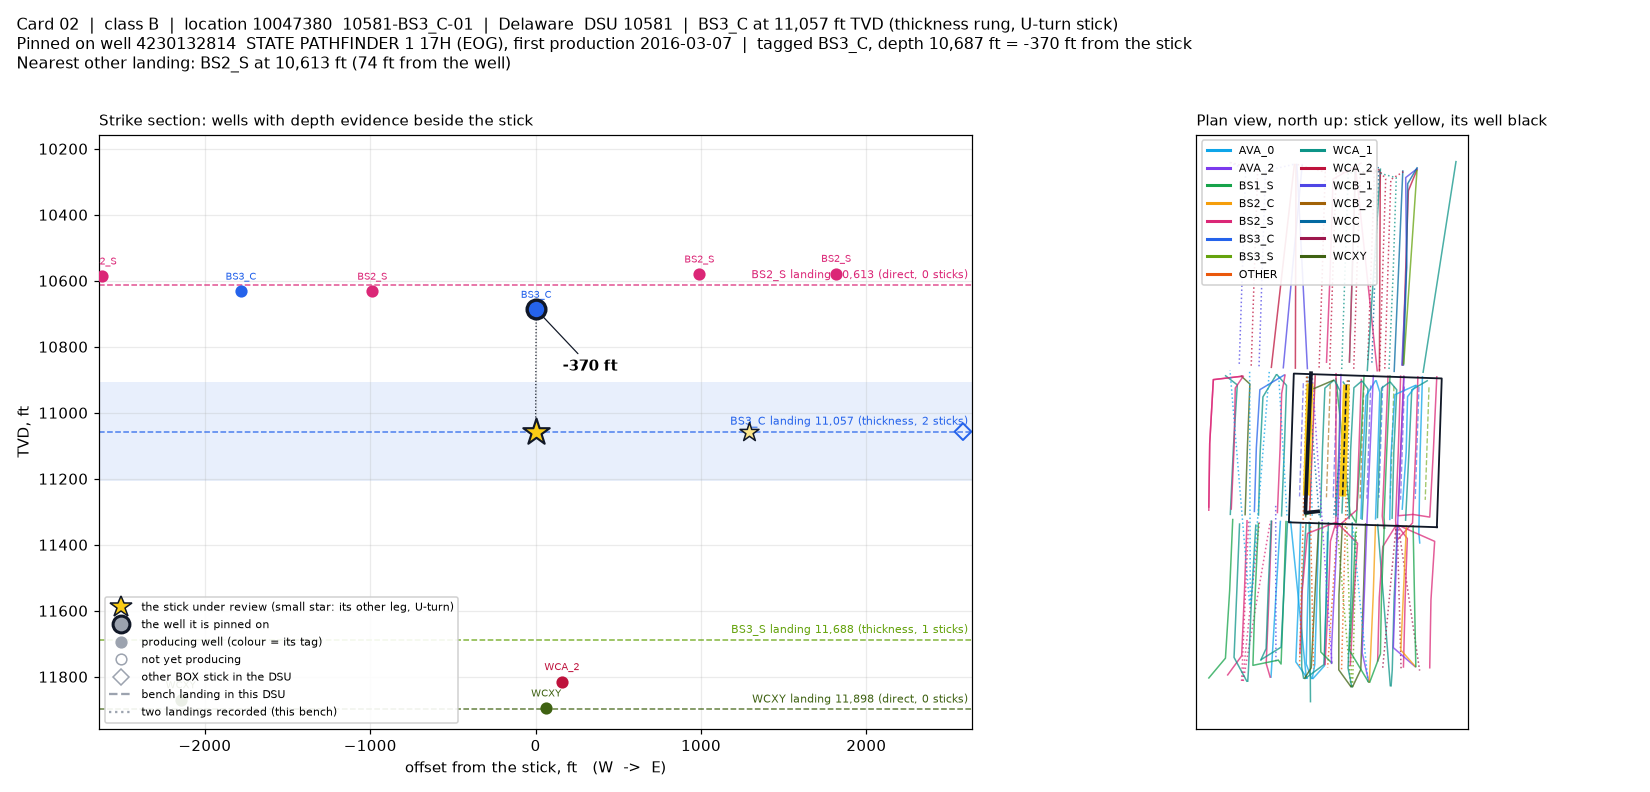 Card 02 | class B | location 10047380 10581-BS3_C-01 | Delaware DSU 10581 | BS3_C at 11,057 ft TVD (thickness rung, U-turn stick)
Pinned on well 4230132814 STATE PATHFINDER 1 17H (EOG), first production 2016-03-07 | tagged BS3_C, depth 10,687 ft = -370 ft from the stick
Nearest other landing: BS2_S at 10,613 ft (74 ft from the well)
Strike section: wells with depth evidence beside the stick
Plan view, north up: stick yellow, its well black
10200
10400
10600
10800
11000
11200
11400
11600
11800
TVD, ft
2_S
BS3_C
BS2_S
BS3_C
BS2_S
BS2_S
BS2_S landing 0,613 (direct, 0 sticks)
-370 ft
BS3_C landing 11,057 (thickness, 2 sticks)
BS3_S landing 11,688 (thickness, 1 sticks)
WCA_2
WCXY
WCXY landing 11,898 (direct, 0 sticks)
the stick under review (small star: its other leg, U-turn)
the well it is pinned on
producing well (colour = its tag)
not yet producing
other BOX stick in the DSU
bench landing in this DSU
two landings recorded (this bench)
−2000
−1000
0
1000
2000
offset from the stick, ft (W -> E)
AVA_0
AVA_2
BS1_S
BS2_C
BS2_S
BS3_C
BS3_S
OTHER
WCA_1
WCA_2
WCB_1
WCB_2
WCC
WCD
WCXY